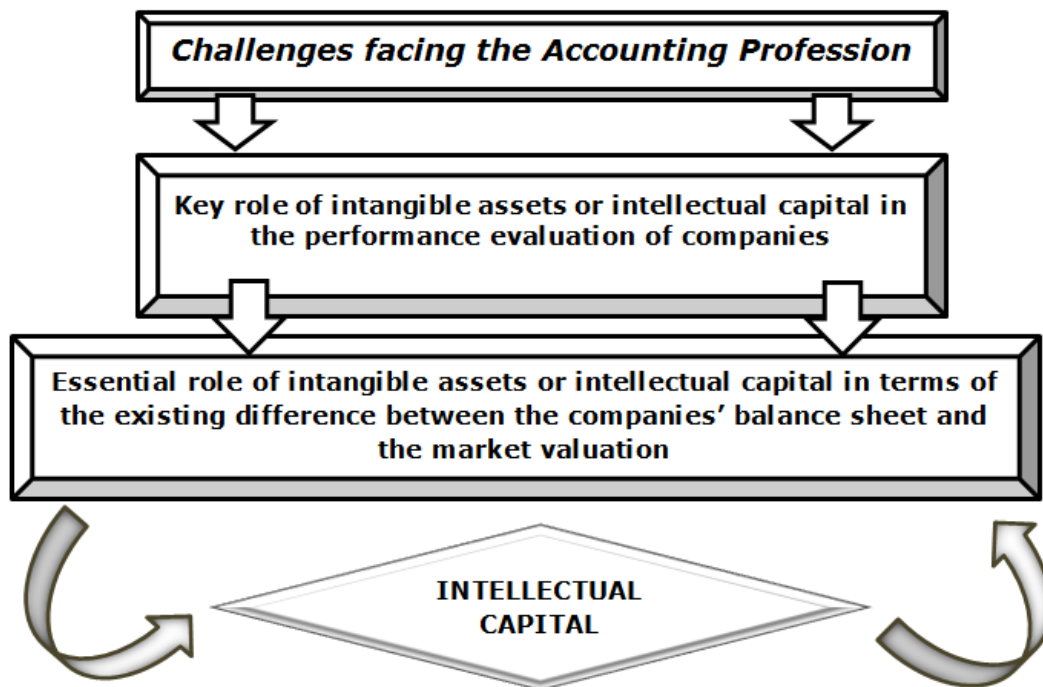 Challenges facing the Accounting Profession
Key role of intangible assets or intellectual capital in
the performance evaluation of companies
Essential role of intangible assets or intellectual capital in terms of
the existing difference between the companies’ balance sheet and
the market valuation
INTELLECTUAL
CAPITAL